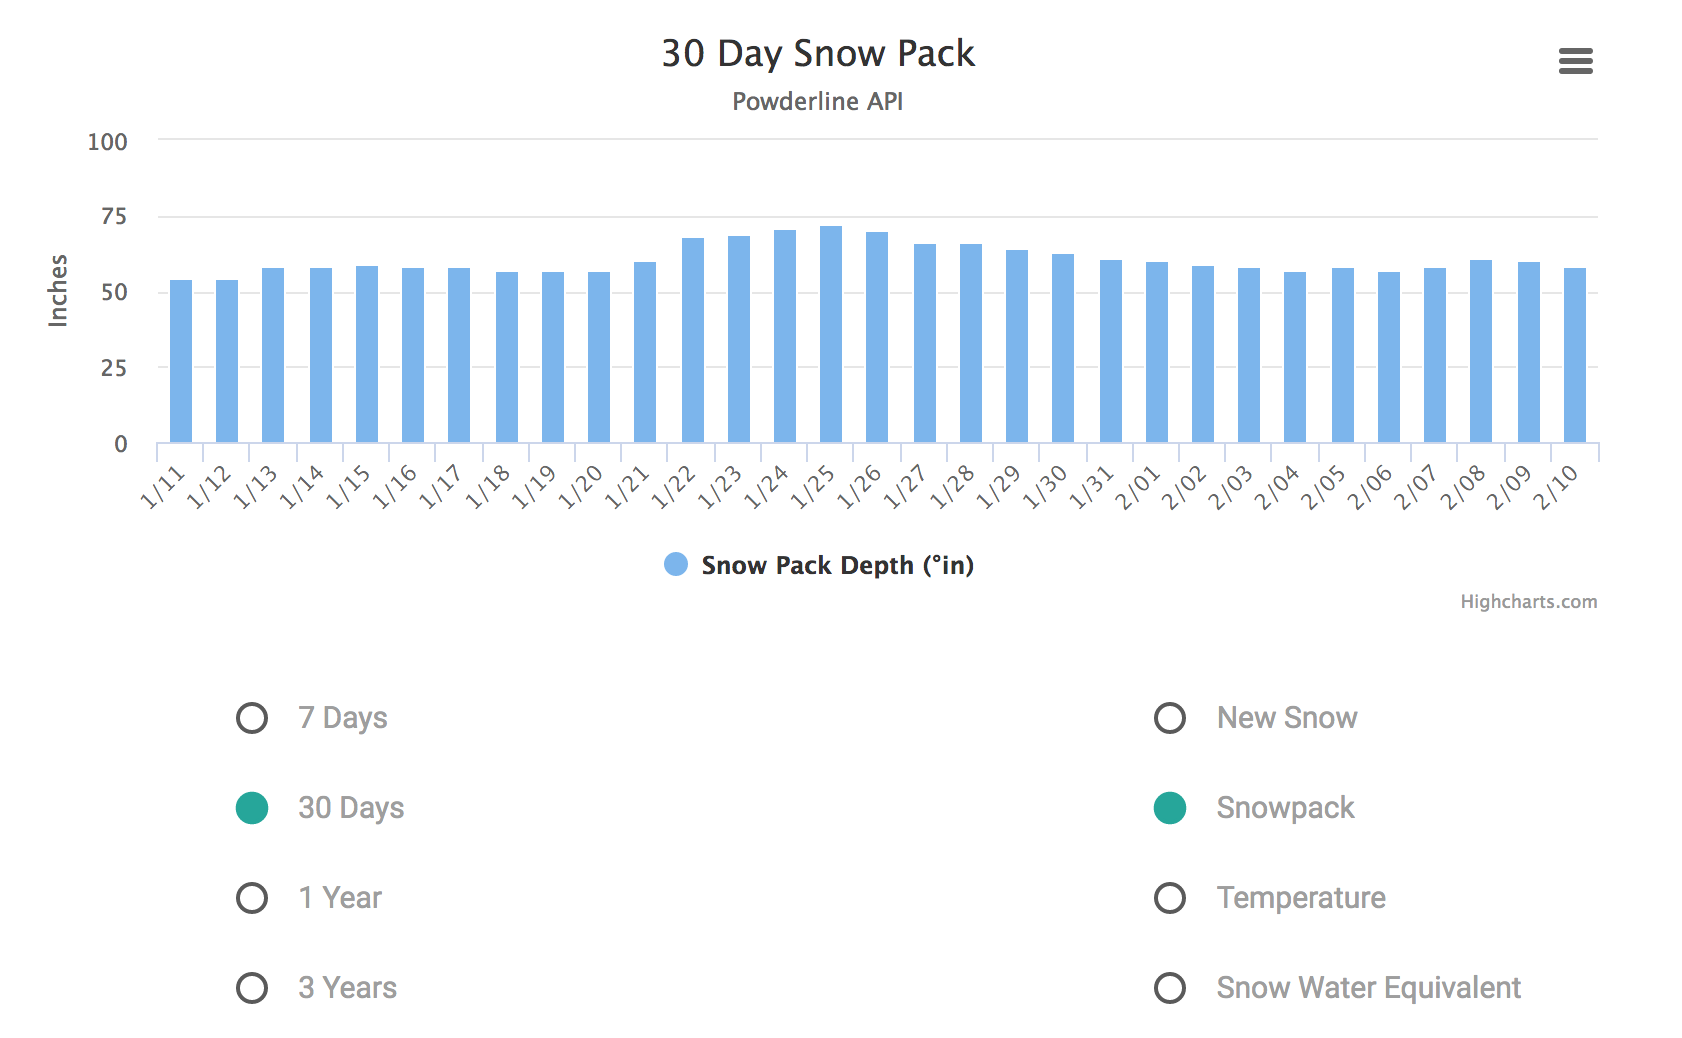 30 Day Snow Pack
Powderline API
Inches
100
75
50
25
0
1/11 1/12 1/13 1/14 1/15 1/16 1/17 1/18 1/19 1/20 1/21 1/22 1/23 1/24 1/25 1/26 1/27 1/28 1/29 1/30 1/31 2/01 2/02 2/03 2/04 2/05 2/06 2/07 2/08 2/09 2/10
Snow Pack Depth (°in)
Highcharts.com
7 Days
30 Days
1 Year
3 Years
New Snow
Snowpack
Temperature
Snow Water Equivalent